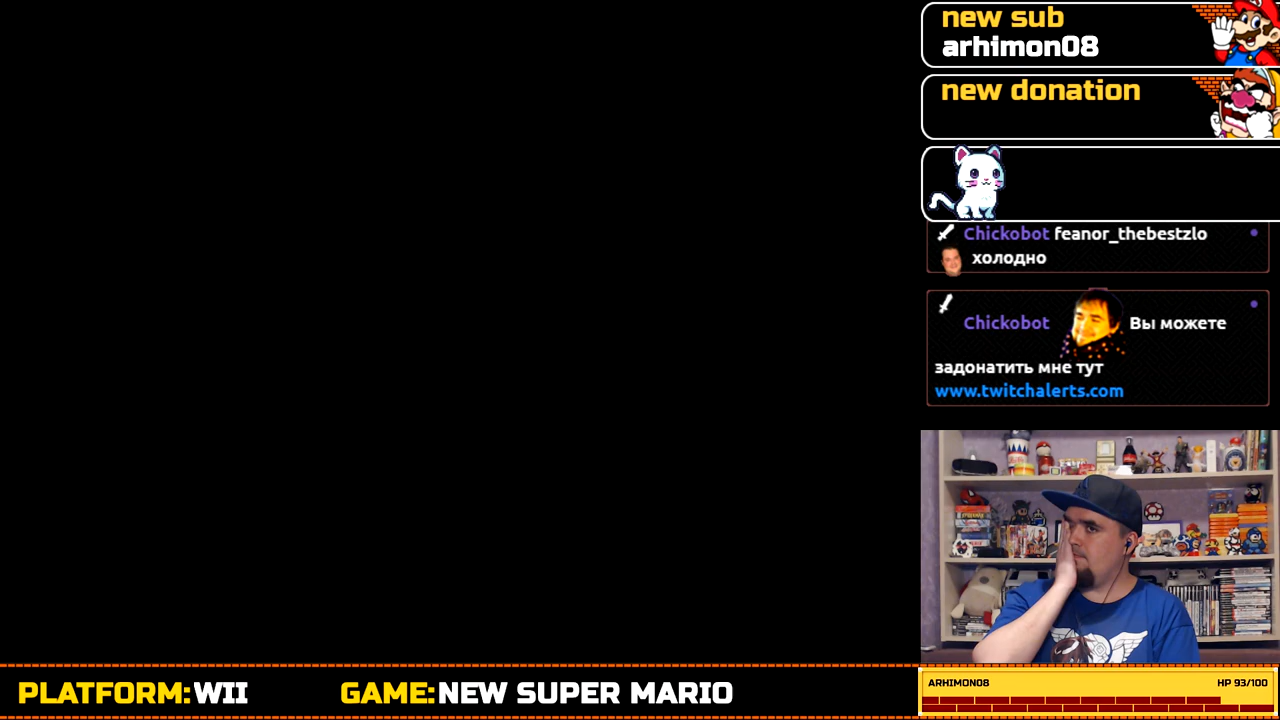 new sub
arhimon08
new donation
Chickobot feanor_thebestzlo
холодно
Chickobot Вы можете
задонатить мне тут
www.twitchalerts.com
PLATFORM:WII
GAME:NEW SUPER MARIO
ARHIMON08
HP 93/100